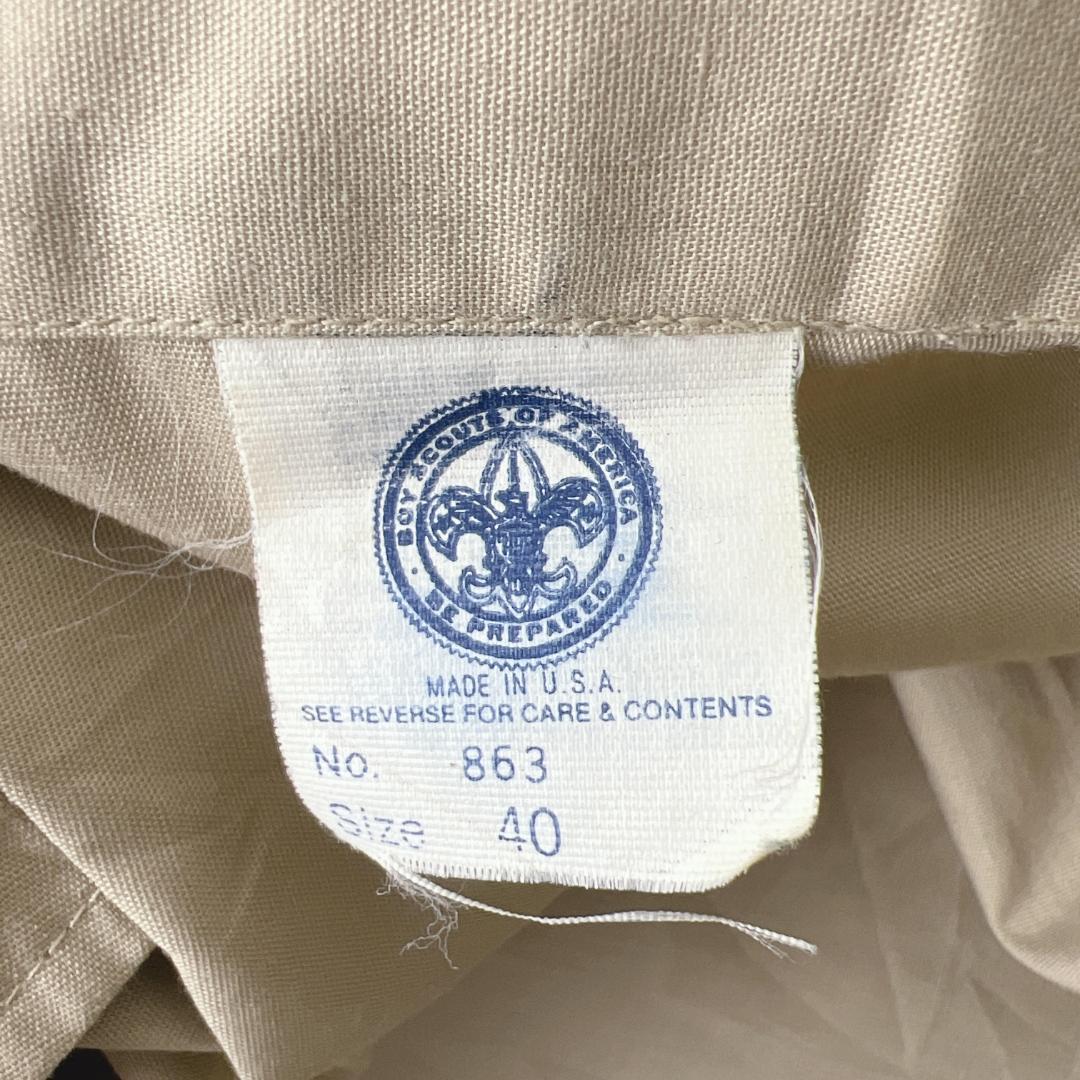 BOY SCOUTS OF AMERICA
· BE PREPARED ·
MADE IN U.S.A.
SEE REVERSE FOR CARE & CONTENTS
No. 863
Size 40